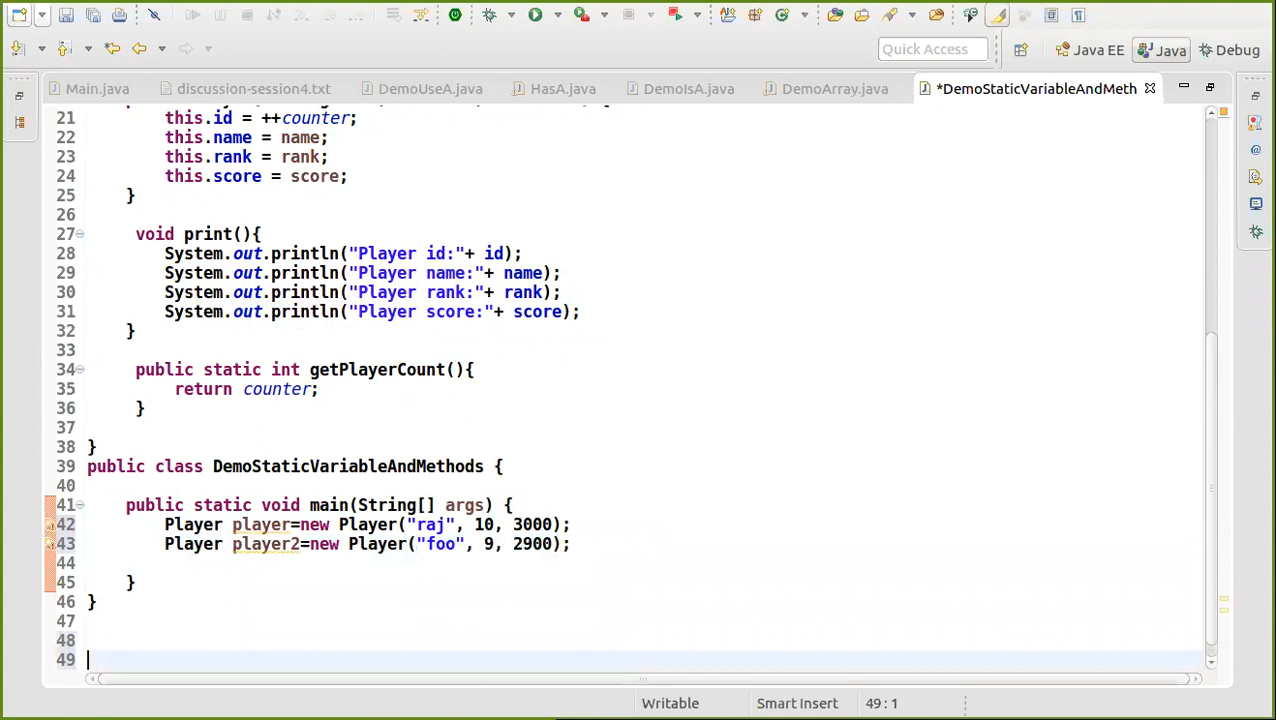 Quick Access
Java EE
Java
Debug
Main.java
discussion-session4.txt
DemoUseA.java
HasA.java
DemoIsA.java
DemoArray.java
*DemoStaticVariableAndMeth
21 this.id = ++counter;
22 this.name = name;
23 this.rank = rank;
24 this.score = score;
25 }
26
27 void print(){
28 System.out.println("Player id:"+ id);
29 System.out.println("Player name:"+ name);
30 System.out.println("Player rank:"+ rank);
31 System.out.println("Player score:"+ score);
32 }
33
34 public static int getPlayerCount(){
35 return counter;
36 }
37
38 }
39 public class DemoStaticVariableAndMethods {
40
41 public static void main(String[] args) {
42 Player player=new Player("raj", 10, 3000);
43 Player player2=new Player("foo", 9, 2900);
44
45 }
46 }
47
48
49
Writable
Smart Insert
49 : 1